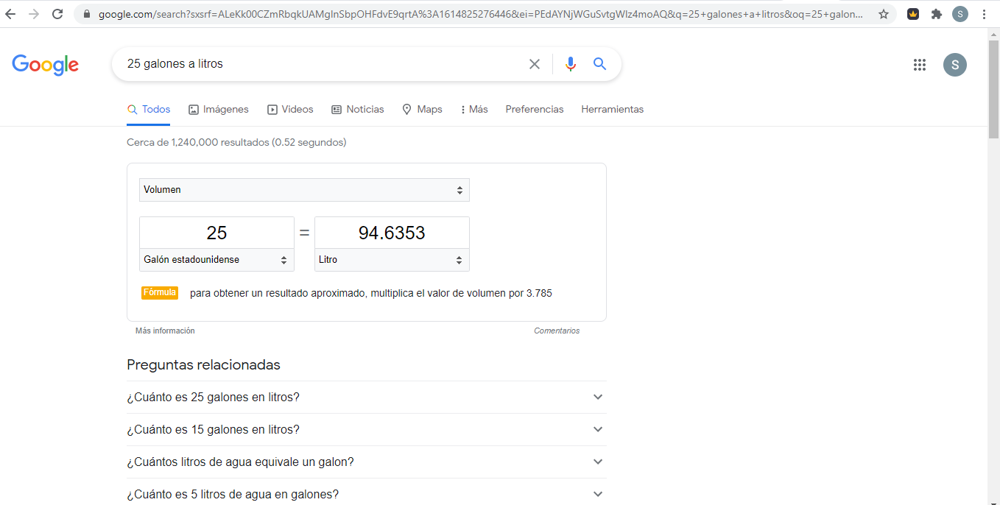 google.com/search?sxsrf=ALeKk00CZmRbqkUAMgInSbpOHFdvE9qrtA%3A1614825276446&ei=PEdAYNjWGuSvtgWlz4moAQ&q=25+galones+a+litros&oq=25+galon...
S
Google
25 galones a litros
S
Todos Imágenes Videos Noticias Maps Más Preferencias Herramientas
Cerca de 1,240,000 resultados (0.52 segundos)
Volumen
25 = 94.6353
Galón estadounidense Litro
Fórmula para obtener un resultado aproximado, multiplica el valor de volumen por 3.785
Más información Comentarios
Preguntas relacionadas
¿Cuánto es 25 galones en litros?
¿Cuánto es 15 galones en litros?
¿Cuántos litros de agua equivale un galon?
¿Cuánto es 5 litros de agua en galones?